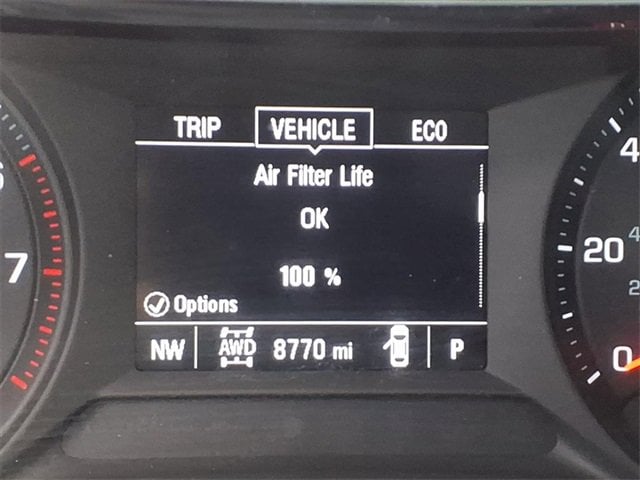 TRIP VEHICLE ECO
Air Filter Life
OK
100 %
Options
NW AWD 8770 mi P
7
20
0